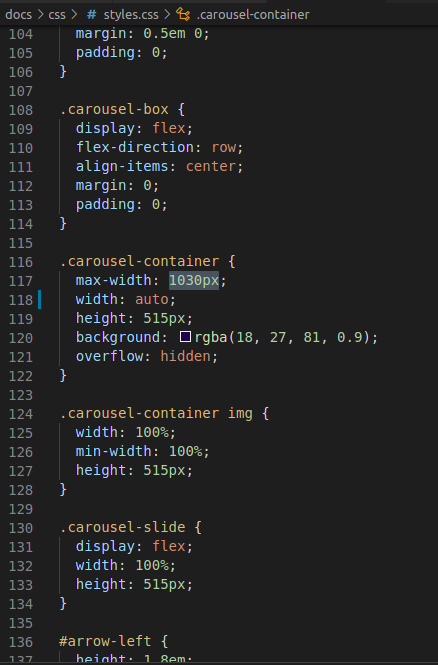 docs > css > # styles.css > .carousel-container
104 margin: 0.5em 0;
105 padding: 0;
106 }
107
108 .carousel-box {
109 display: flex;
110 flex-direction: row;
111 align-items: center;
112 margin: 0;
113 padding: 0;
114 }
115
116 .carousel-container {
117 max-width: 1030px;
118 width: auto;
119 height: 515px;
120 background: rgba(18, 27, 81, 0.9);
121 overflow: hidden;
122 }
123
124 .carousel-container img {
125 width: 100%;
126 min-width: 100%;
127 height: 515px;
128 }
129
130 .carousel-slide {
131 display: flex;
132 width: 100%;
133 height: 515px;
134 }
135
136 #arrow-left {
137 height: 1.8em;